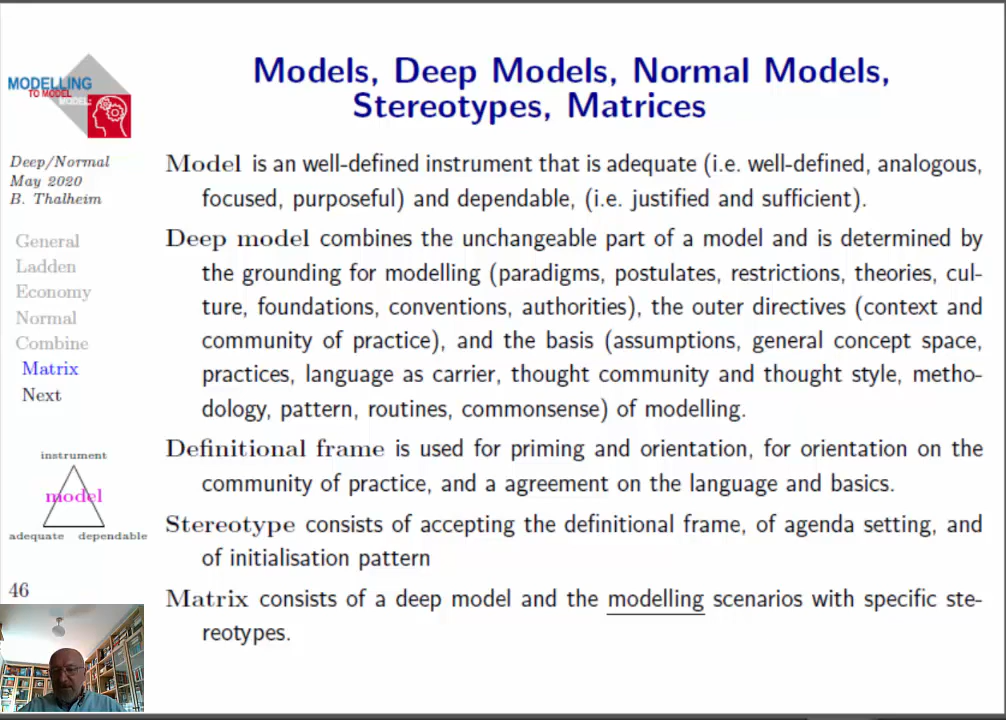 Models, Deep Models, Normal Models,
Stereotypes, Matrices
MODELLING
TO MODEL
MODEL
Deep/Normal
May 2020
B. Thalheim
General
Ladden
Economy
Normal
Combine
Matrix
Next
instrument
model
adequate dependable
46
Model is an well-defined instrument that is adequate (i.e. well-defined, analogous,
focused, purposeful) and dependable, (i.e. justified and sufficient).
Deep model combines the unchangeable part of a model and is determined by
the grounding for modelling (paradigms, postulates, restrictions, theories, cul-
ture, foundations, conventions, authorities), the outer directives (context and
community of practice), and the basis (assumptions, general concept space,
practices, language as carrier, thought community and thought style, metho-
dology, pattern, routines, commonsense) of modelling.
Definitional frame is used for priming and orientation, for orientation on the
community of practice, and a agreement on the language and basics.
Stereotype consists of accepting the definitional frame, of agenda setting, and
of initialisation pattern
Matrix consists of a deep model and the modelling scenarios with specific ste-
reotypes.